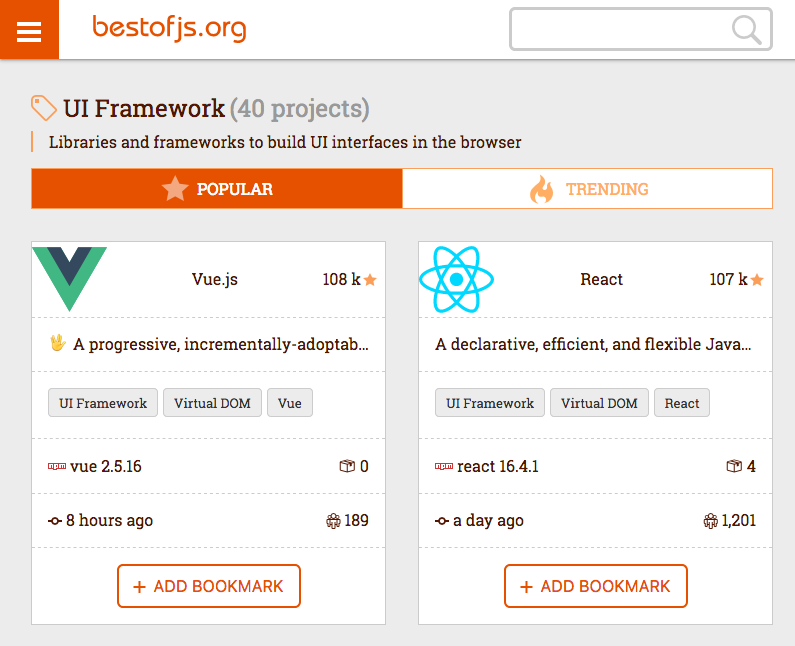 bestofjs.org
UI Framework (40 projects)
Libraries and frameworks to build UI interfaces in the browser
POPULAR
TRENDING
Vue.js 108 k
🖖 A progressive, incrementally-adoptab...
UI Framework Virtual DOM Vue
npm vue 2.5.16 0
8 hours ago 189
+ ADD BOOKMARK
React 107 k
A declarative, efficient, and flexible Java...
UI Framework Virtual DOM React
npm react 16.4.1 4
a day ago 1,201
+ ADD BOOKMARK